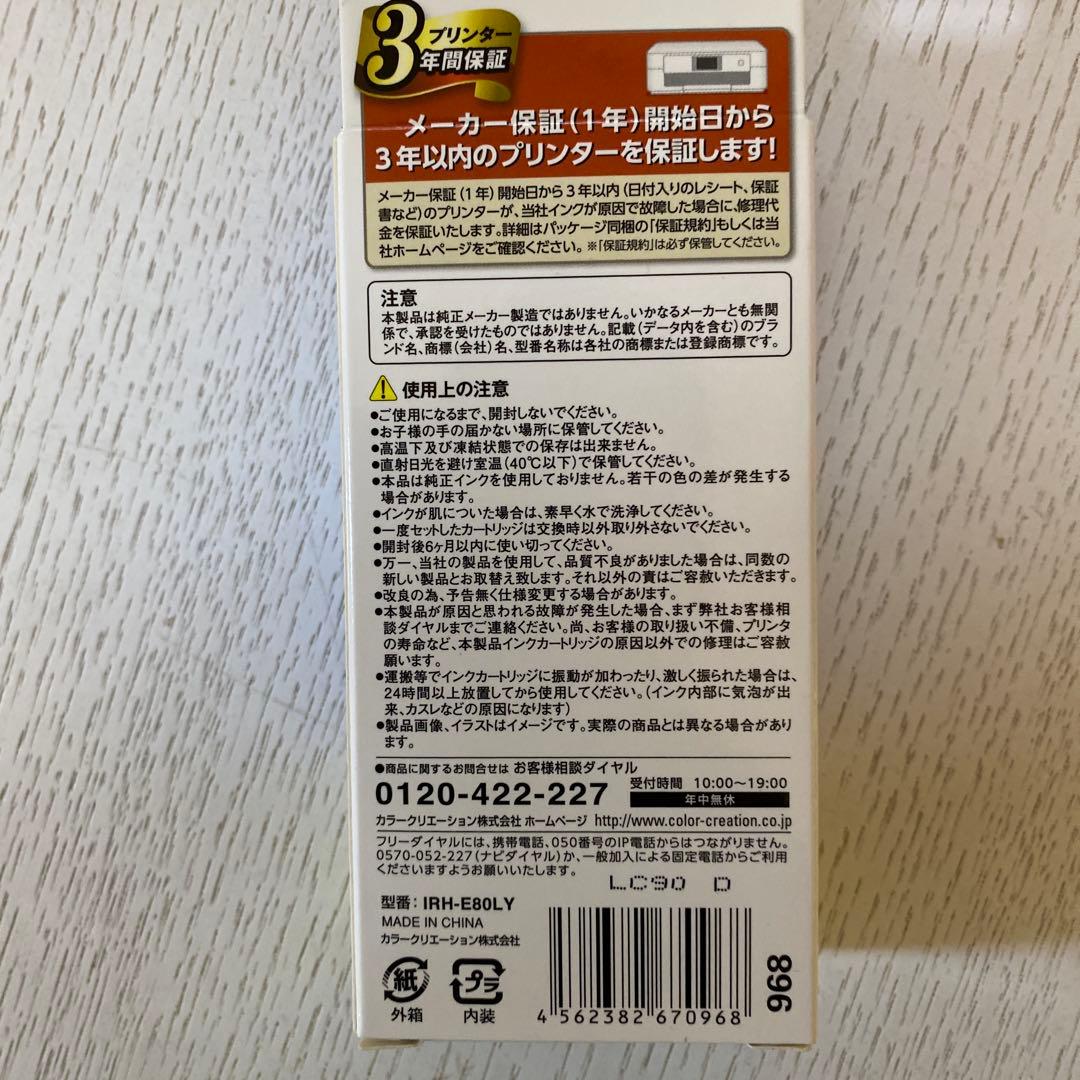 3 プリンター
年間保証
メーカー保証(1年)開始日から
3年以内のプリンターを保証します!
メーカー保証(1年)開始日から3年以内(日付入りのレシート、保証
書など)のプリンターが、当社インクが原因で故障した場合に、修理代
金を保証いたします。詳細はパッケージ同梱の「保証規約」もしくは当
社ホームページをご確認ください。※「保証規約」は必ず保管してください。
注意
本製品は純正メーカー製造ではありません。いかなるメーカーとも無関
係で、承認を受けたものではありません。記載(データ内を含む)のブラ
ンド名、商標(会社)名、型番名称は各社の商標または登録商標です。
使用上の注意
●ご使用になるまで、開封しないでください。
●お子様の手の届かない場所に保管してください。
●高温下及び凍結状態での保存は出来ません。
●直射日光を避け室温(40℃以下)で保管してください。
●本品は純正インクを使用しておりません。若干の色の差が発生する
場合があります。
●インクが肌についた場合は、素早く水で洗浄してください。
●一度セットしたカートリッジは交換時以外取り外さないでください。
●開封後6ヶ月以内に使い切ってください。
●万一、当社の製品を使用して、品質不良がありました場合は、同数の
新しい製品とお取替え致します。それ以外の責はご容赦いただきます。
●改良の為、予告無く仕様変更する場合があります。
●本製品が原因と思われる故障が発生した場合、まず弊社お客様相
談ダイヤルまでご連絡ください。尚、お客様の取り扱い不備、プリンタ
の寿命など、本製品インクカートリッジの原因以外での修理はご容赦
願います。
●運搬等でインクカートリッジに振動が加わったり、激しく振られた場合は、
24時間以上放置してから使用してください。(インク内部に気泡が出
来、カスレなどの原因になります)
●製品画像、イラストはイメージです。実際の商品とは異なる場合があり
ます。
●商品に関するお問合せは お客様相談ダイヤル
0120-422-227
受付時間 10:00〜19:00
年中無休
カラークリエーション株式会社 ホームページ http://www.color-creation.co.jp
フリーダイヤルには、携帯電話、050番号のIP電話からはつながりません。
0570-052-227(ナビダイヤル)か、一般加入による固定電話からご利用
くださいますようお願いいたします。
LC90 D
型番:IRH-E80LY
MADE IN CHINA
カラークリエーション株式会社
紙
外箱
プラ
内装
4 562382 670968
968